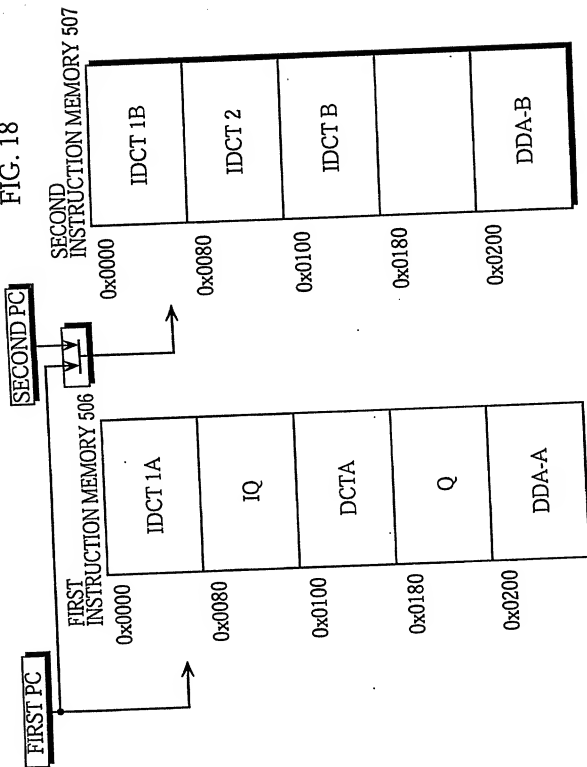 FIG. 18
FIRST PC
SECOND PC
FIRST
INSTRUCTION MEMORY 506
0x0000
IDCT 1A
0x0080
IQ
0x0100
DCTA
0x0180
Q
0x0200
DDA-A
SECOND
INSTRUCTION MEMORY 507
0x0000
IDCT 1B
0x0080
IDCT 2
0x0100
IDCT B
0x0180
0x0200
DDA-B